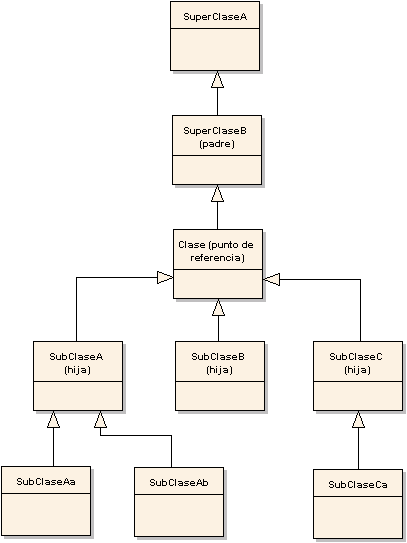 SuperClaseA
SuperClaseB
(padre)
Clase (punto de
referencia)
SubClaseA
(hija)
SubClaseB
(hija)
SubClaseC
(hija)
SubClaseAa
SubClaseAb
SubClaseCa